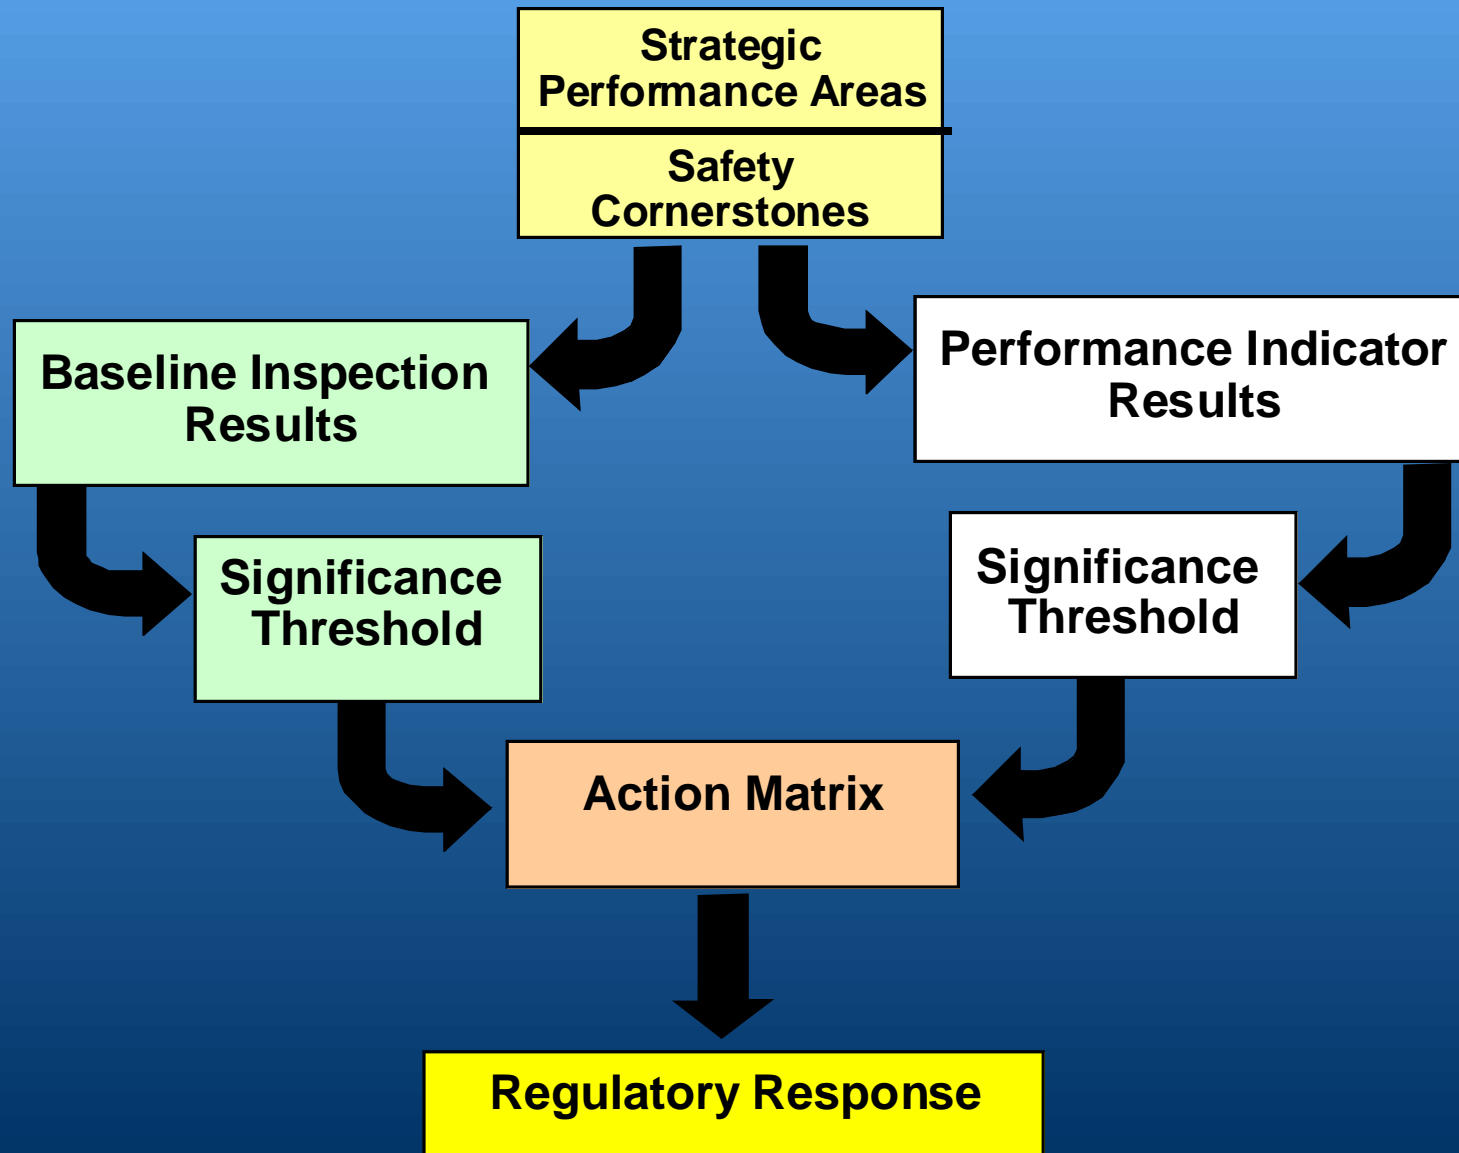 Strategic
Performance Areas
Safety
Cornerstones
Baseline Inspection
Results
Performance Indicator
Results
Significance
Threshold
Significance
Threshold
Action Matrix
Regulatory Response